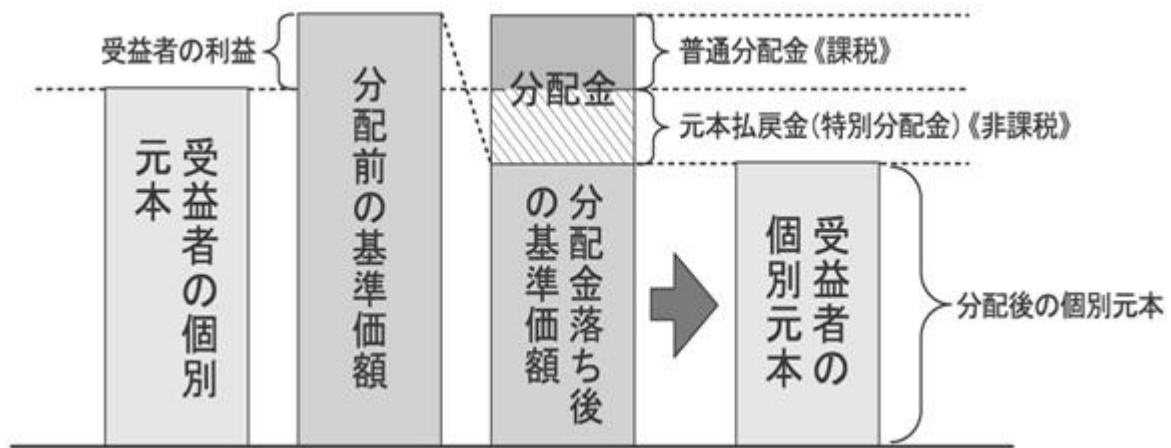 受益者の利益
普通分配金《課税》
分配金
元本払戻金(特別分配金)《非課税》
受益者の個別
元本
分配前の基準価額
分配金落ち後
の基準価額
受益者の
個別元本
分配後の個別元本